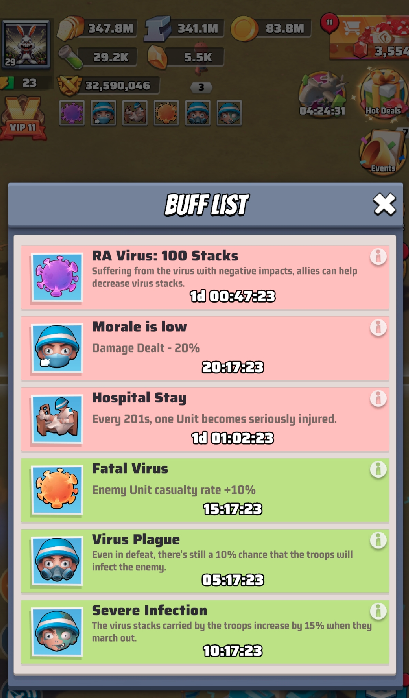 347.8M
341.1M
83.8M
29.2K
5.5K
3,554
29
23
32,590,046
3
VIP 11
04:24:31
Hot Deals
Events
BUFF LIST
RA Virus: 100 Stacks
Suffering from the virus with negative impacts, allies can help
decrease virus stacks.
1d 00:47:23
Morale is low
Damage Dealt - 20%
20:17:23
Hospital Stay
Every 201s, one Unit becomes seriously injured.
1d 01:02:23
Fatal Virus
Enemy Unit casualty rate +10%
15:17:23
Virus Plague
Even in defeat, there's still a 10% chance that the troops will
infect the enemy.
05:17:23
Severe Infection
The virus stacks carried by the troops increase by 15% when they
march out.
10:17:23